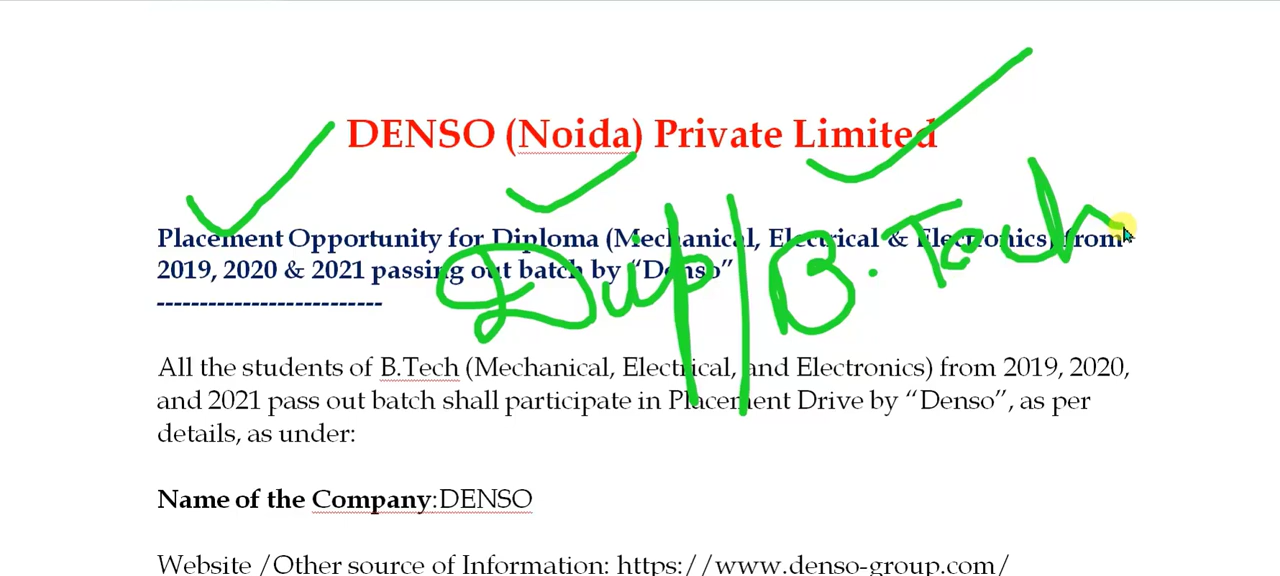 DENSO (Noida) Private Limited
Placement Opportunity for Diploma (Mechanical, Electrical & Electronics) from
2019, 2020 & 2021 passing out batch by “Denso”
--------------------------
Dip/B.Tech
All the students of B.Tech (Mechanical, Electrical, and Electronics) from 2019, 2020,
and 2021 pass out batch shall participate in Placement Drive by “Denso”, as per
details, as under:
Name of the Company:DENSO
Website /Other source of Information: https://www.denso-group.com/